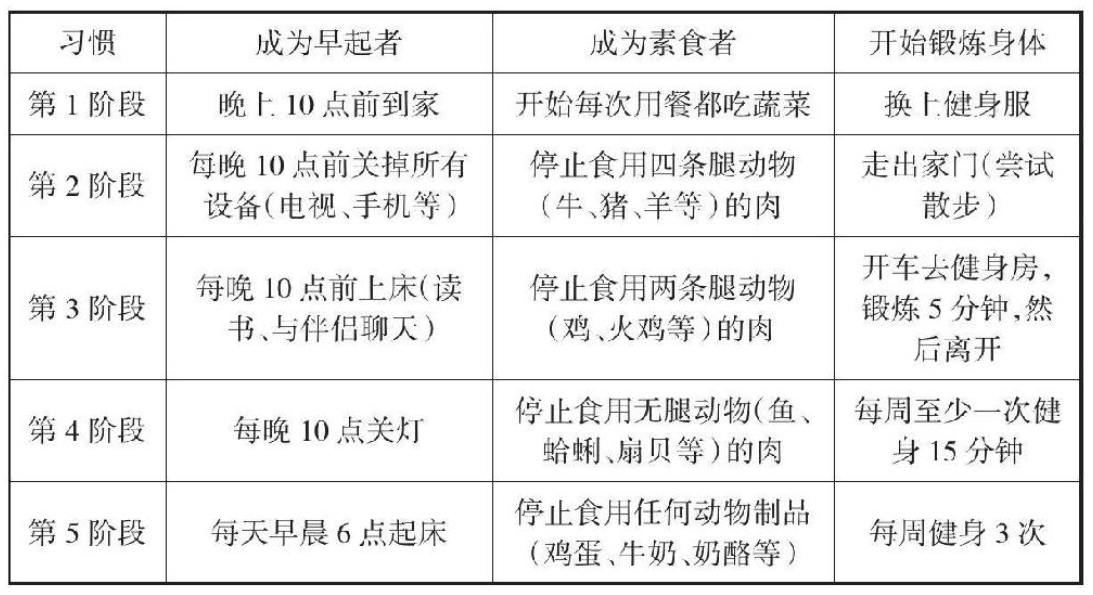 习惯 成为早起者 成为素食者 开始锻炼身体
第1阶段 晚上10点前到家 开始每次用餐都吃蔬菜 换上健身服
第2阶段
每晚10点前关掉所有
设备(电视、手机等)
停止食用四条腿动物
(牛、猪、羊等)的肉
走出家门(尝试
散步)
第3阶段
每晚10点前上床(读
书、与伴侣聊天)
停止食用两条腿动物
(鸡、火鸡等)的肉
开车去健身房,
锻炼5分钟,然
后离开
第4阶段
每晚10点关灯
停止食用无腿动物(鱼、
蛤蜊、扇贝等)的肉
每周至少一次健
身15分钟
第5阶段
每天早晨6点起床
停止食用任何动物制品
(鸡蛋、牛奶、奶酪等)
每周健身3次